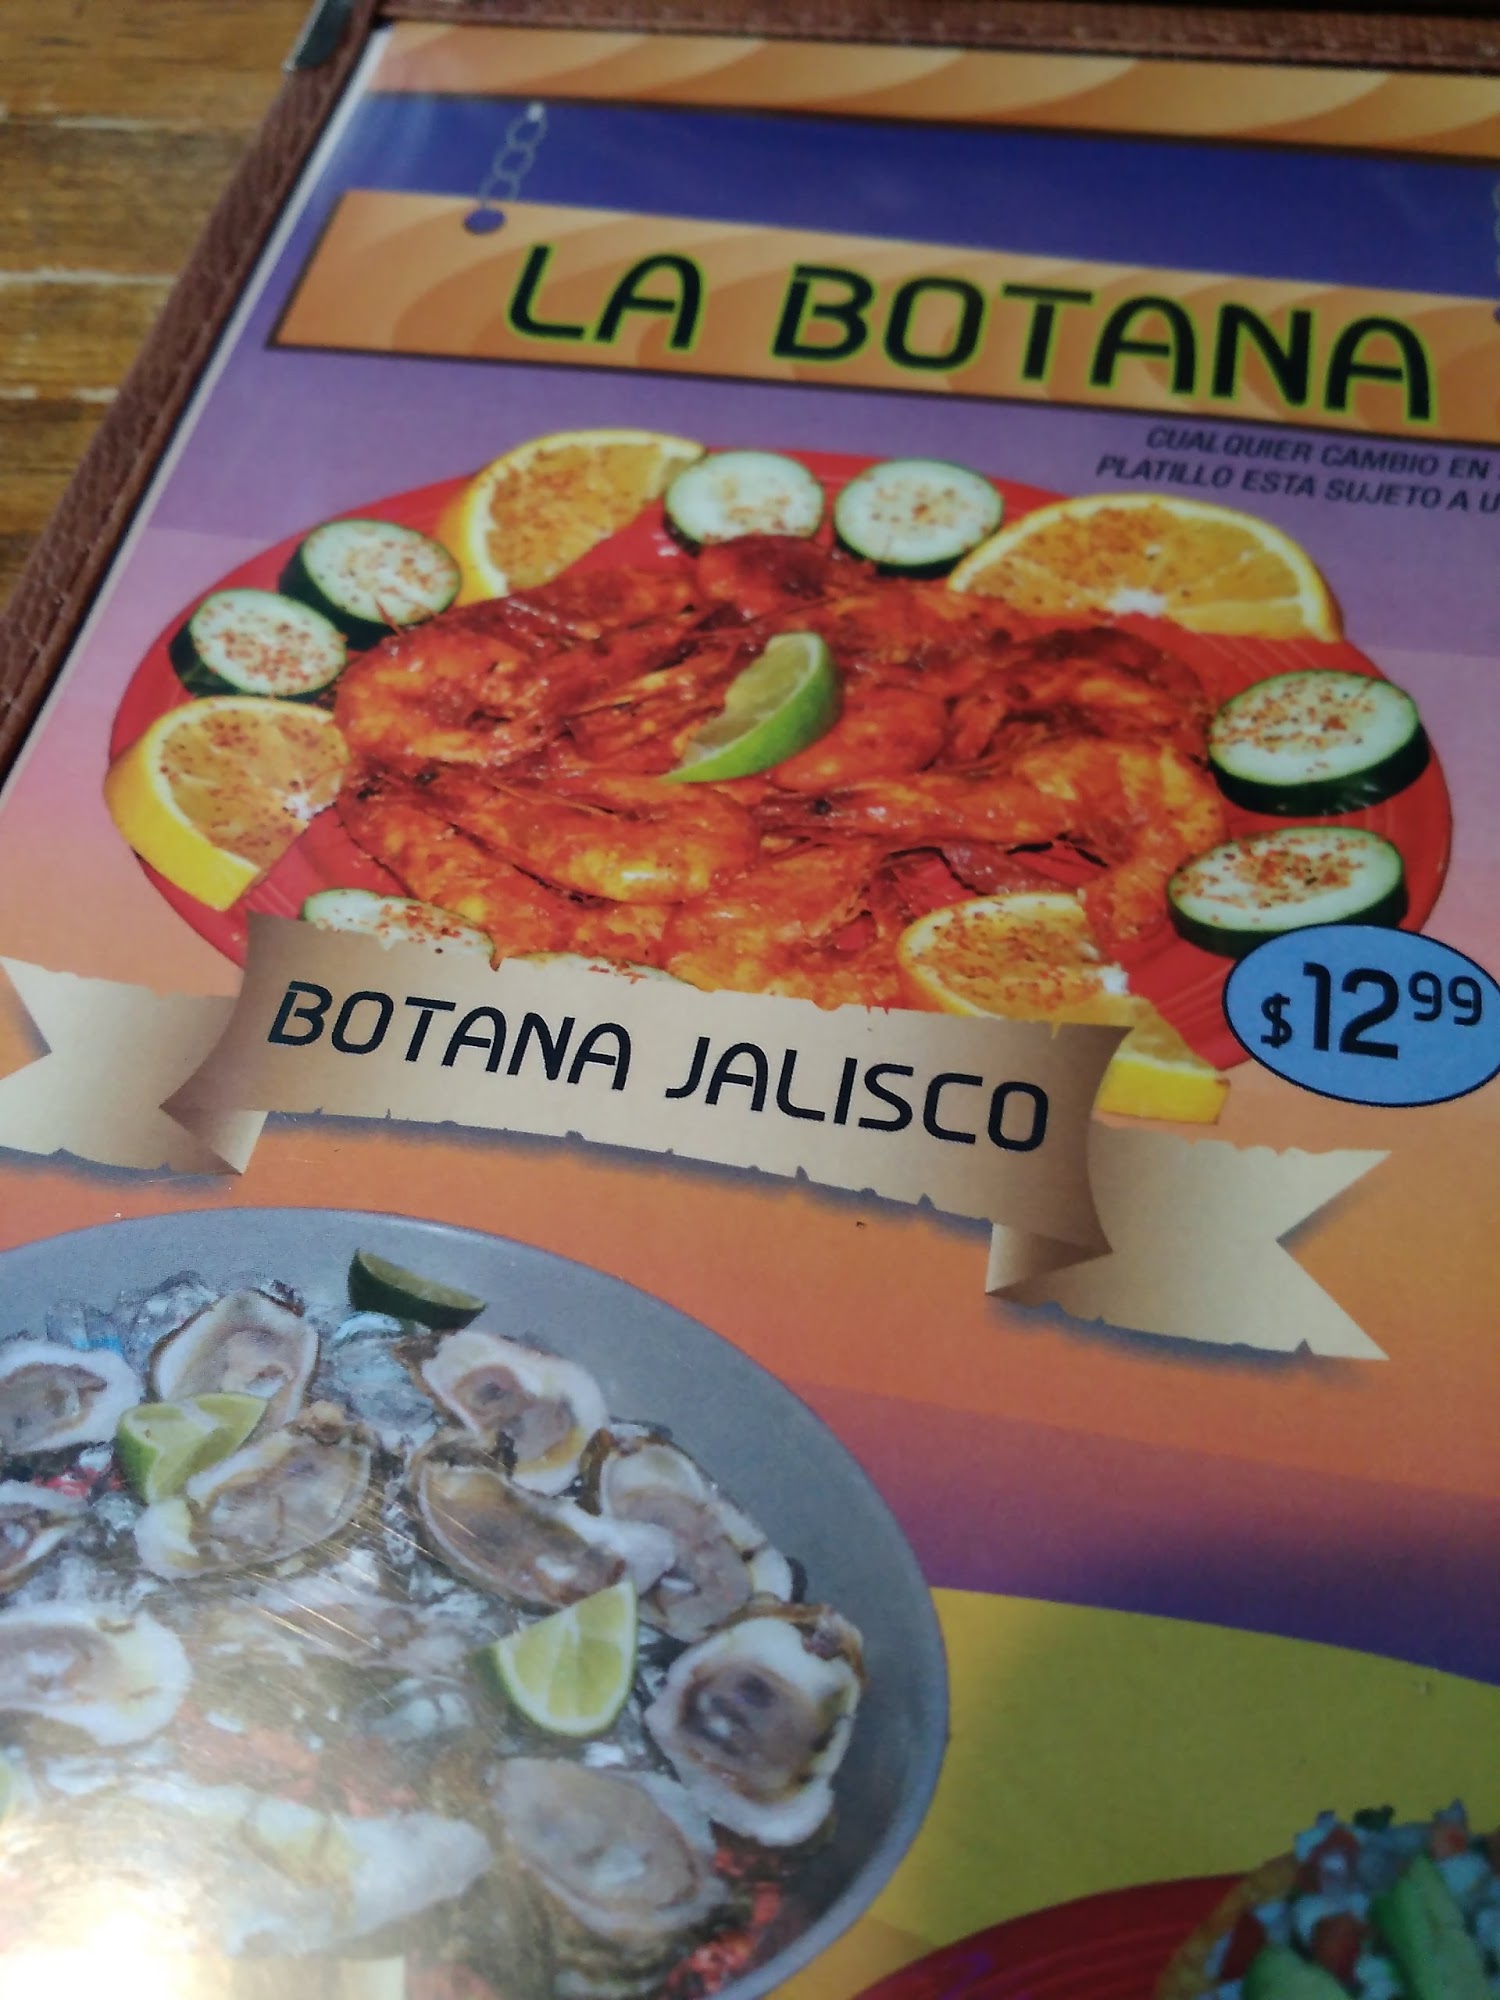 LA BOTANA
CUALQUIER CAMBIO EN
PLATILLO ESTA SUJETO A U
BOTANA JALISCO
$12.99